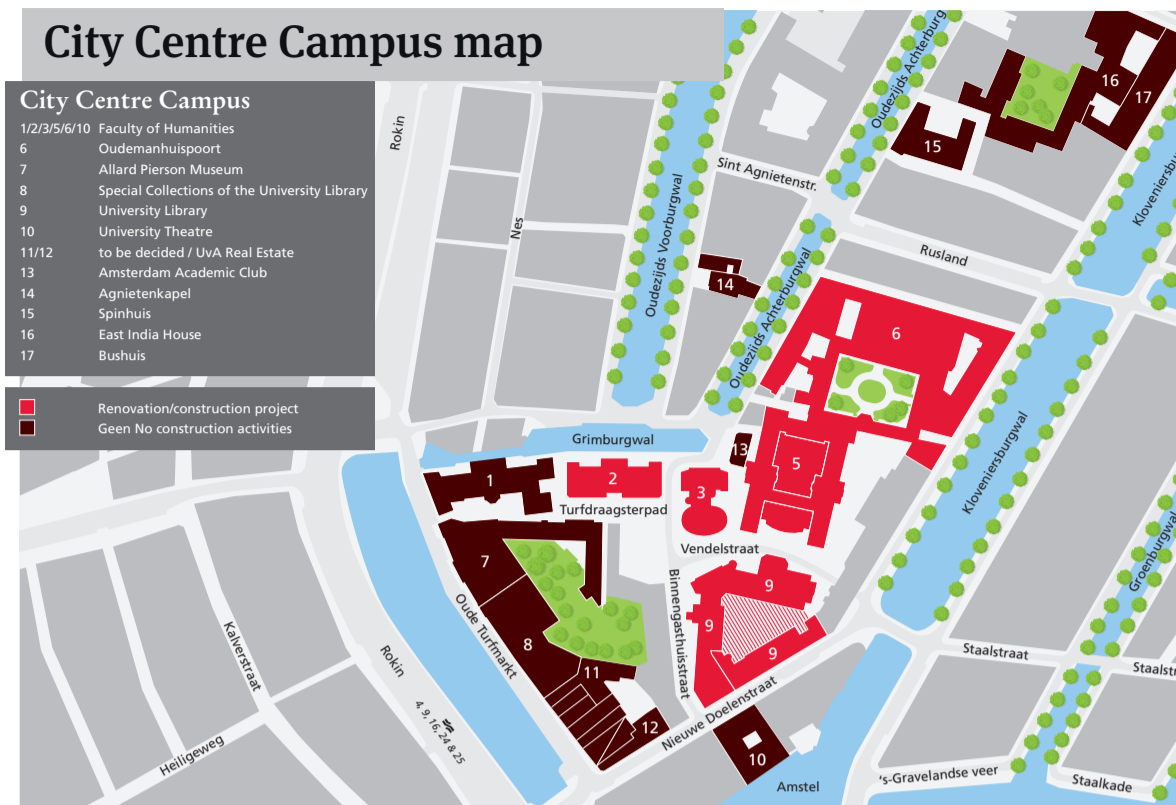 City Centre Campus map
City Centre Campus
1/2/3/5/6/10 Faculty of Humanities
6 Oudemanhuispoort
7 Allard Pierson Museum
8 Special Collections of the University Library
9 University Library
10 University Theatre
11/12 to be decided / UvA Real Estate
13 Amsterdam Academic Club
14 Agnietenkapel
15 Spinhuis
16 East India House
17 Bushuis
Renovation/construction project
Geen No construction activities
Rokin
Nes
Oudezijds Voorburgwal
Sint Agnietenstr.
Oudezijds Achterburg
15
16
17
Kloveniersbu
Rusland
14
Oudezijds Achterburgwal
6
Grimburgwal
13
5
1
2
3
Turfdraagsterpad
Vendelstraat
Kloveniersburgwal
Groenburgwal
7
Oude Turfmarkt
8
11
12
Binnengasthuisstraat
9
9
9
Nieuwe Doelenstraat
10
Amstel
Staalstraat
Staalstr
's-Gravelandse veer
Staalkade
Kalverstraat
Heiligeweg
Rokin
4, 9, 16, 24 & 25